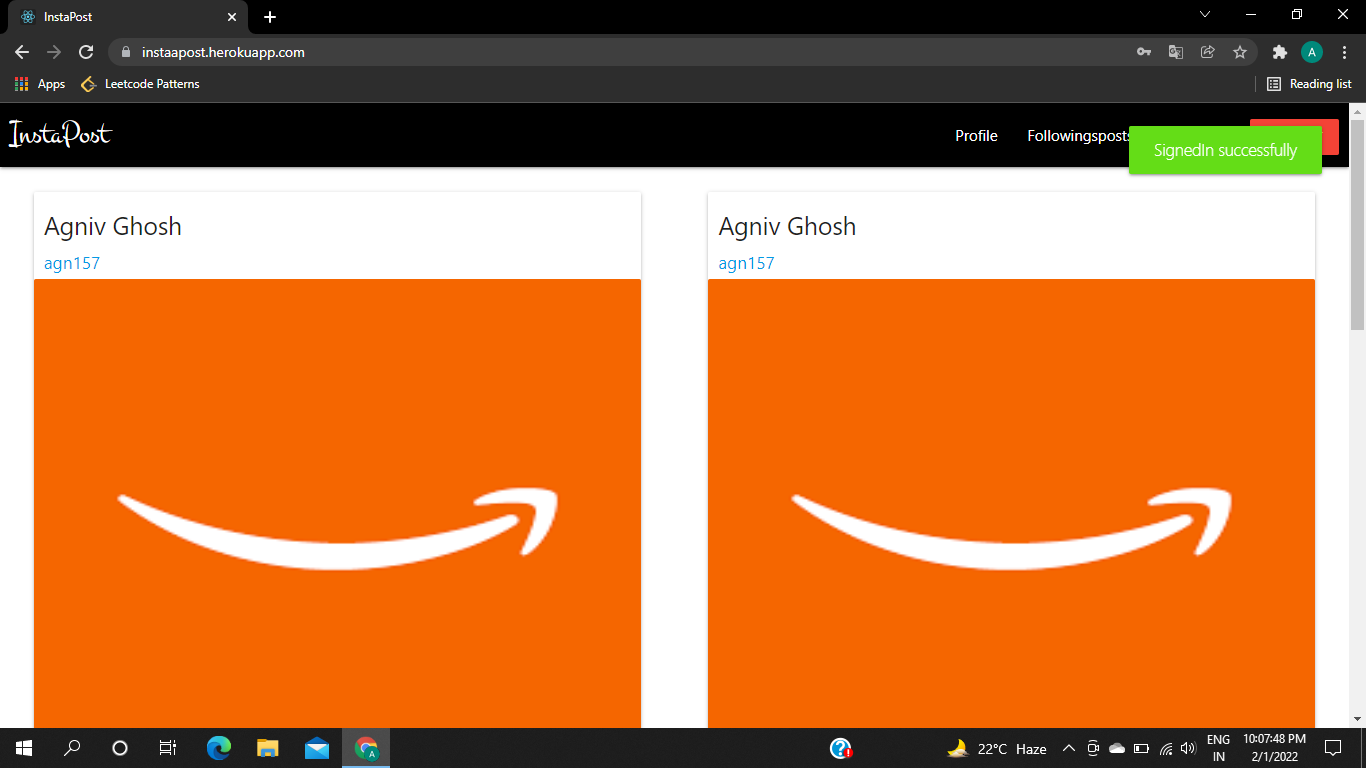 InstaPost
instaapost.herokuapp.com
A
Apps
Leetcode Patterns
Reading list
InstaPost
Profile
Followingsposts
SignedIn successfully
Agniv Ghosh
Agniv Ghosh
agn157
agn157
A
22°C Haze
ENG
IN
10:07:48 PM
2/1/2022